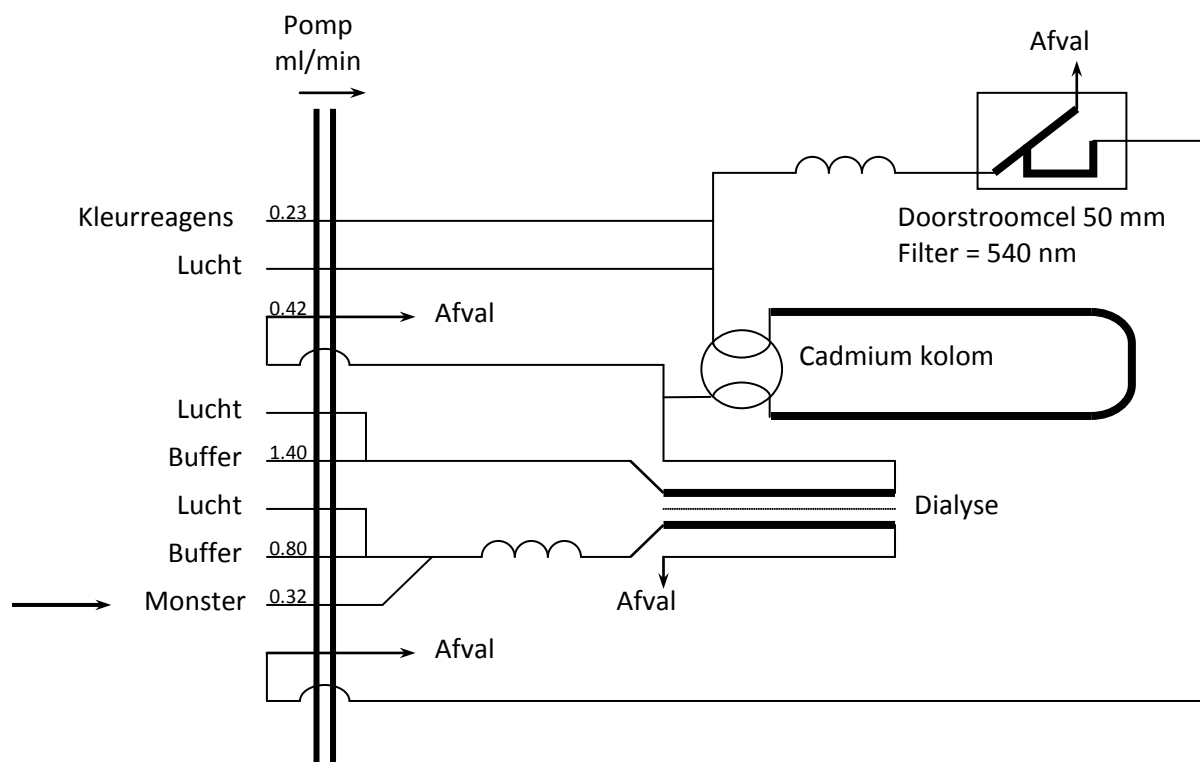 Pomp
ml/min
Afval
Kleurreagens 0.23
Doorstroomcel 50 mm
Filter = 540 nm
Lucht
0.42 Afval
Cadmium kolom
Lucht
Buffer 1.40
Lucht
Dialyse
Buffer 0.80
Monster 0.32
Afval
Afval